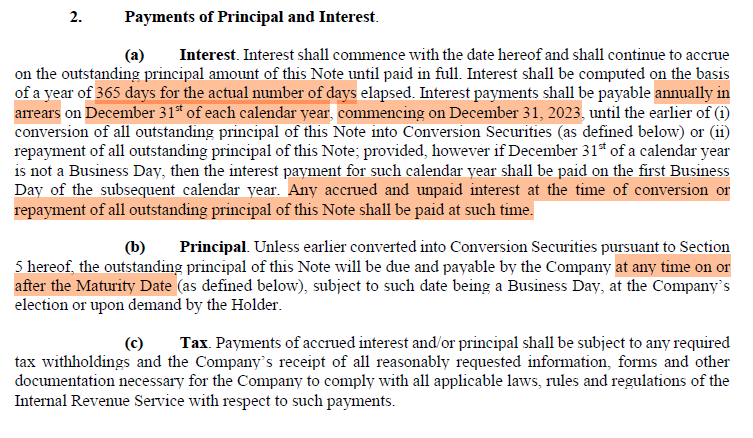 2. Payments of Principal and Interest.
(a) Interest. Interest shall commence with the date hereof and shall continue to accrue
on the outstanding principal amount of this Note until paid in full. Interest shall be computed on the basis
of a year of 365 days for the actual number of days elapsed. Interest payments shall be payable annually in
arrears on December 31st of each calendar year, commencing on December 31, 2023, until the earlier of (i)
conversion of all outstanding principal of this Note into Conversion Securities (as defined below) or (ii)
repayment of all outstanding principal of this Note; provided, however if December 31st of a calendar year
is not a Business Day, then the interest payment for such calendar year shall be paid on the first Business
Day of the subsequent calendar year. Any accrued and unpaid interest at the time of conversion or
repayment of all outstanding principal of this Note shall be paid at such time.
(b) Principal. Unless earlier converted into Conversion Securities pursuant to Section
5 hereof, the outstanding principal of this Note will be due and payable by the Company at any time on or
after the Maturity Date (as defined below), subject to such date being a Business Day, at the Company's
election or upon demand by the Holder.
(c) Tax. Payments of accrued interest and/or principal shall be subject to any required
tax withholdings and the Company's receipt of all reasonably requested information, forms and other
documentation necessary for the Company to comply with all applicable laws, rules and regulations of the
Internal Revenue Service with respect to such payments.